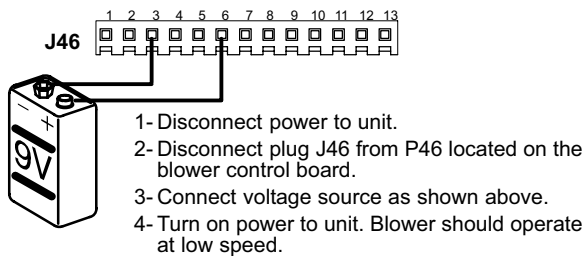 1 2 3 4 5 6 7 8 9 10 11 12 13
J46
− +
9V
1- Disconnect power to unit.
2- Disconnect plug J46 from P46 located on the
blower control board.
3- Connect voltage source as shown above.
4- Turn on power to unit. Blower should operate
at low speed.